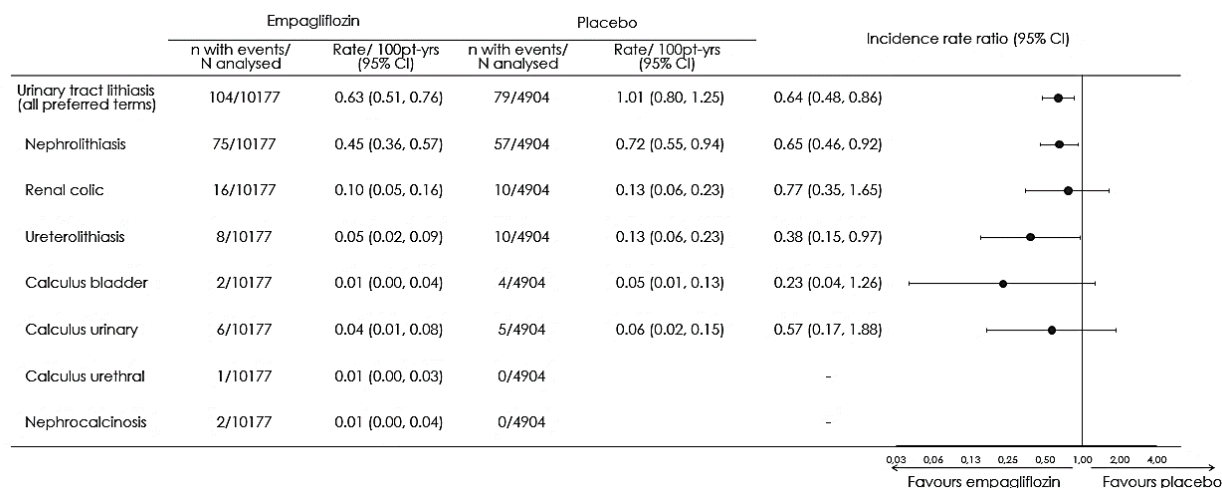 Empagliflozin Placebo
n with events/ N analysed Rate/ 100pt-yrs (95% CI) n with events/ N analysed Rate/ 100pt-yrs (95% CI) Incidence rate ratio (95% CI)
Urinary tract lithiasis (all preferred terms) 104/10177 0.63 (0.51, 0.76) 79/4904 1.01 (0.80, 1.25) 0.64 (0.48, 0.86)
Nephrolithiasis 75/10177 0.45 (0.36, 0.57) 57/4904 0.72 (0.55, 0.94) 0.65 (0.46, 0.92)
Renal colic 16/10177 0.10 (0.05, 0.16) 10/4904 0.13 (0.06, 0.23) 0.77 (0.35, 1.65)
Ureterolithiasis 8/10177 0.05 (0.02, 0.09) 10/4904 0.13 (0.06, 0.23) 0.38 (0.15, 0.97)
Calculus bladder 2/10177 0.01 (0.00, 0.04) 4/4904 0.05 (0.01, 0.13) 0.23 (0.04, 1.26)
Calculus urinary 6/10177 0.04 (0.01, 0.08) 5/4904 0.06 (0.02, 0.15) 0.57 (0.17, 1.88)
Calculus urethral 1/10177 0.01 (0.00, 0.03) 0/4904 -
Nephrocalcinosis 2/10177 0.01 (0.00, 0.04) 0/4904 -
0,03 0,06 0,13 0,25 0,50 1,00 2,00 4,00
Favours empagliflozin Favours placebo